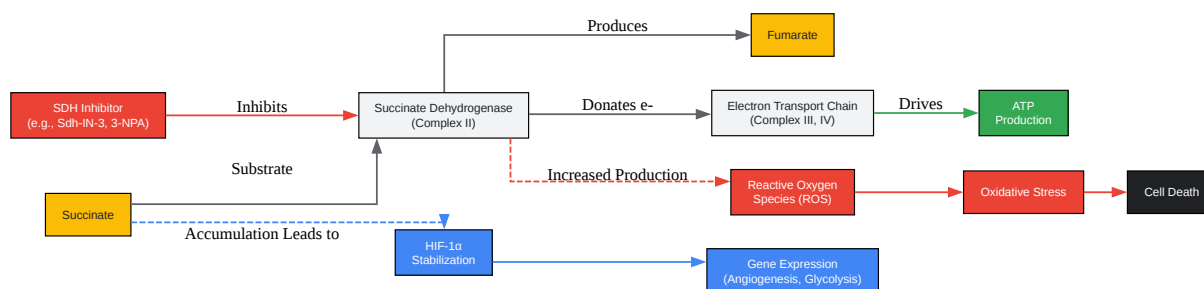 Produces
Fumarate
SDH Inhibitor
(e.g., Sdh-IN-3, 3-NPA)
Inhibits
Succinate Dehydrogenase
(Complex II)
Donates e-
Electron Transport Chain
(Complex III, IV)
Drives
ATP
Production
Substrate
Increased Production
Reactive Oxygen
Species (ROS)
Oxidative Stress
Cell Death
Succinate
Accumulation Leads to
HIF-1α
Stabilization
Gene Expression
(Angiogenesis, Glycolysis)